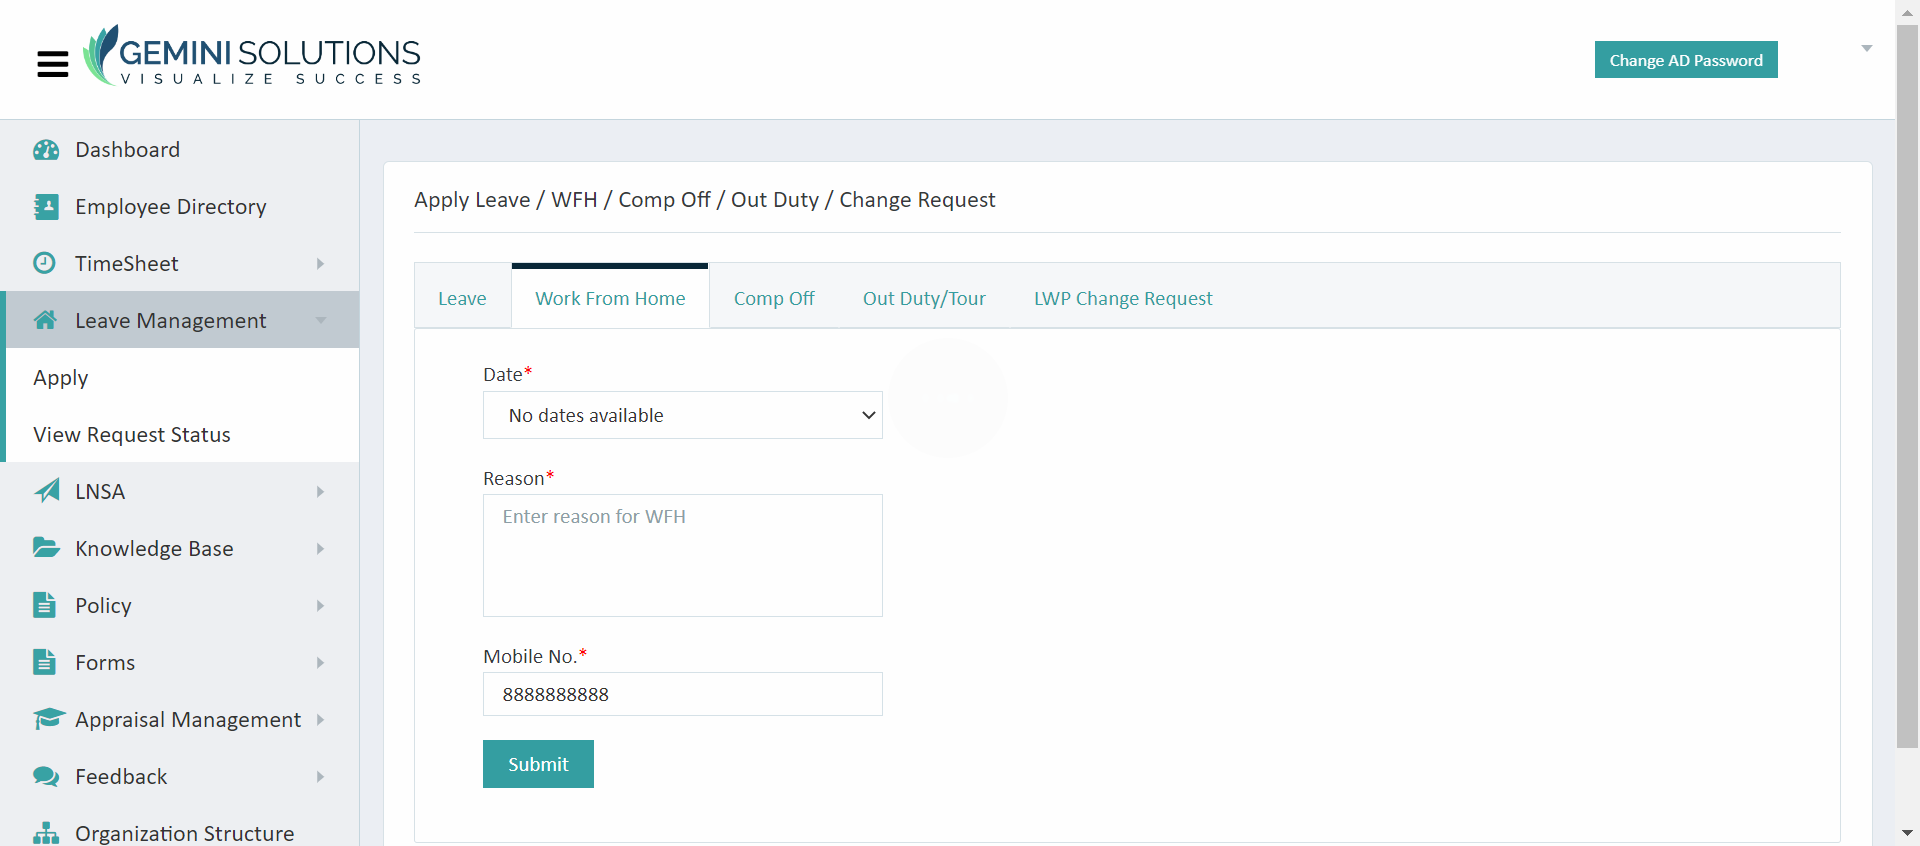 GEMINI SOLUTIONS
VISUALIZE SUCCESS
Change AD Password
Dashboard
Employee Directory
TimeSheet
Leave Management
Apply
View Request Status
LNSA
Knowledge Base
Policy
Forms
Appraisal Management
Feedback
Organization Structure
Apply Leave / WFH / Comp Off / Out Duty / Change Request
Leave Work From Home Comp Off Out Duty/Tour LWP Change Request
Date*
No dates available
Reason*
Enter reason for WFH
Mobile No.*
8888888888
Submit